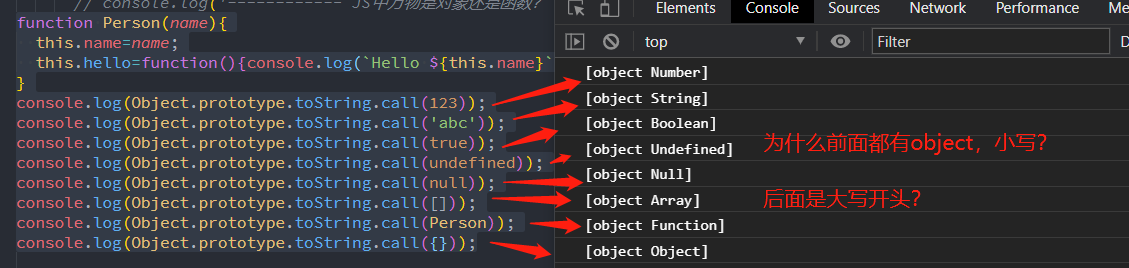 // console.log('------------ JS中万物是对象还是函数?
function Person(name){
this.name=name;
this.hello=function(){console.log(`Hello ${this.name}`
}
console.log(Object.prototype.toString.call(123));
console.log(Object.prototype.toString.call('abc'));
console.log(Object.prototype.toString.call(true));
console.log(Object.prototype.toString.call(undefined));
console.log(Object.prototype.toString.call(null));
console.log(Object.prototype.toString.call([]));
console.log(Object.prototype.toString.call(Person));
console.log(Object.prototype.toString.call({}));
Elements Console Sources Network Performance Memory
top Filter D
[object Number]
[object String]
[object Boolean]
[object Undefined]
[object Null]
[object Array]
[object Function]
[object Object]
为什么前面都有object，小写?
后面是大写开头?